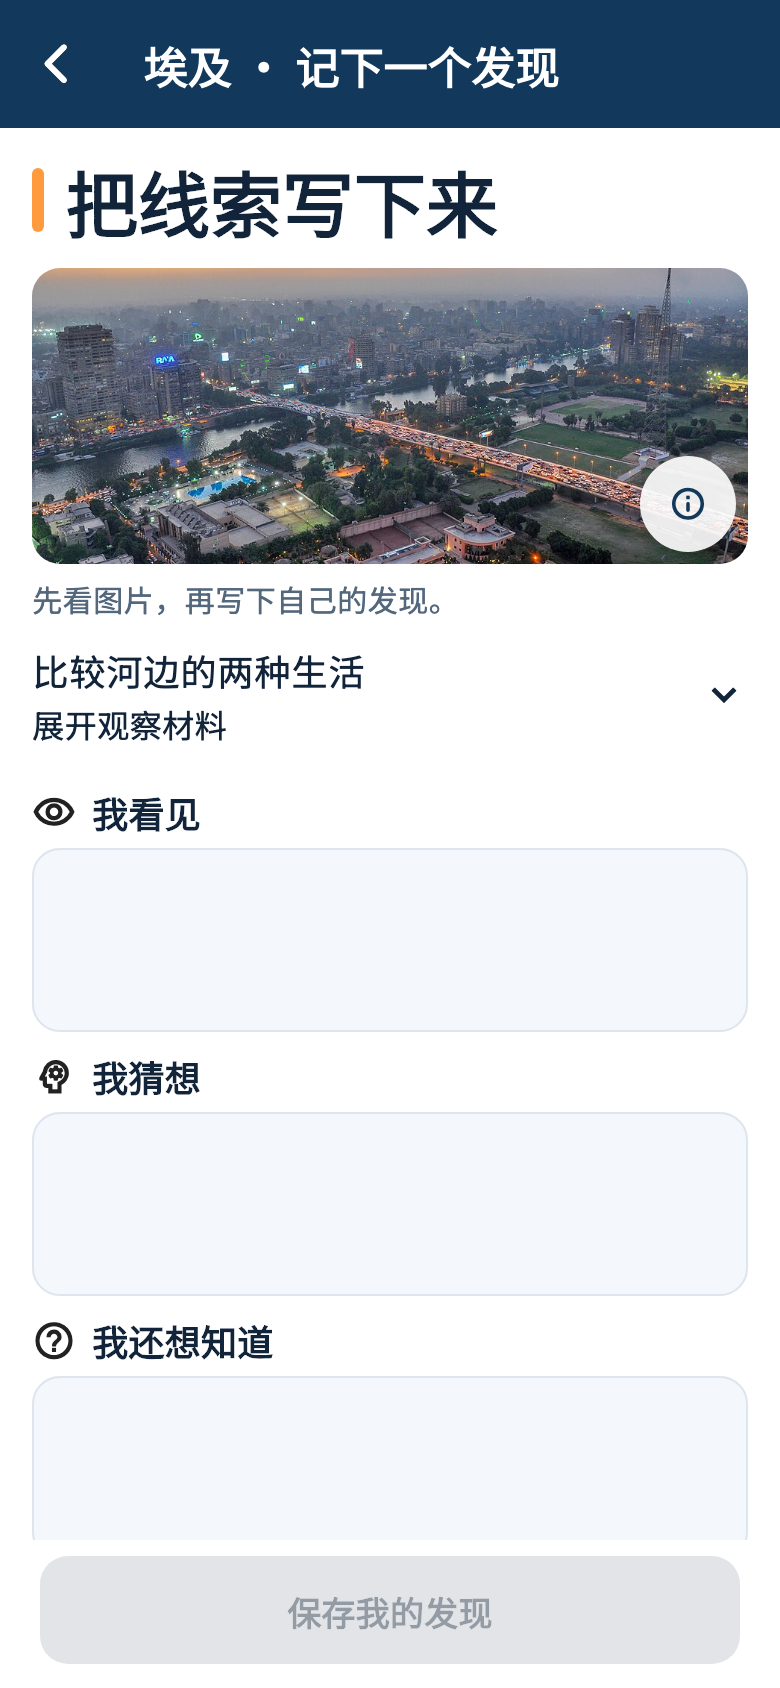 埃及 · 记下一个发现
把线索写下来
RAYA
先看图片，再写下自己的发现。
比较河边的两种生活
展开观察材料
我看见
我猜想
我还想知道
保存我的发现